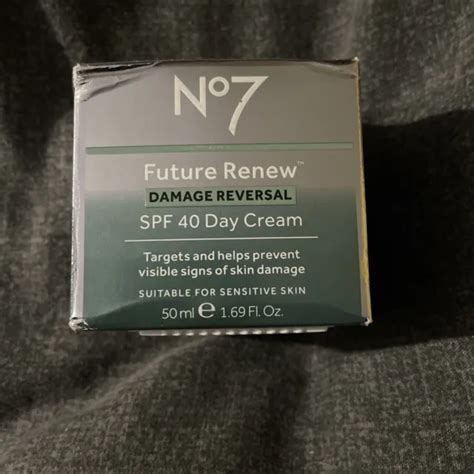 No7
Future Renew™
DAMAGE REVERSAL
SPF 40 Day Cream
Targets and helps prevent
visible signs of skin damage
SUITABLE FOR SENSITIVE SKIN
50 ml ℮ 1.69 Fl. Oz.